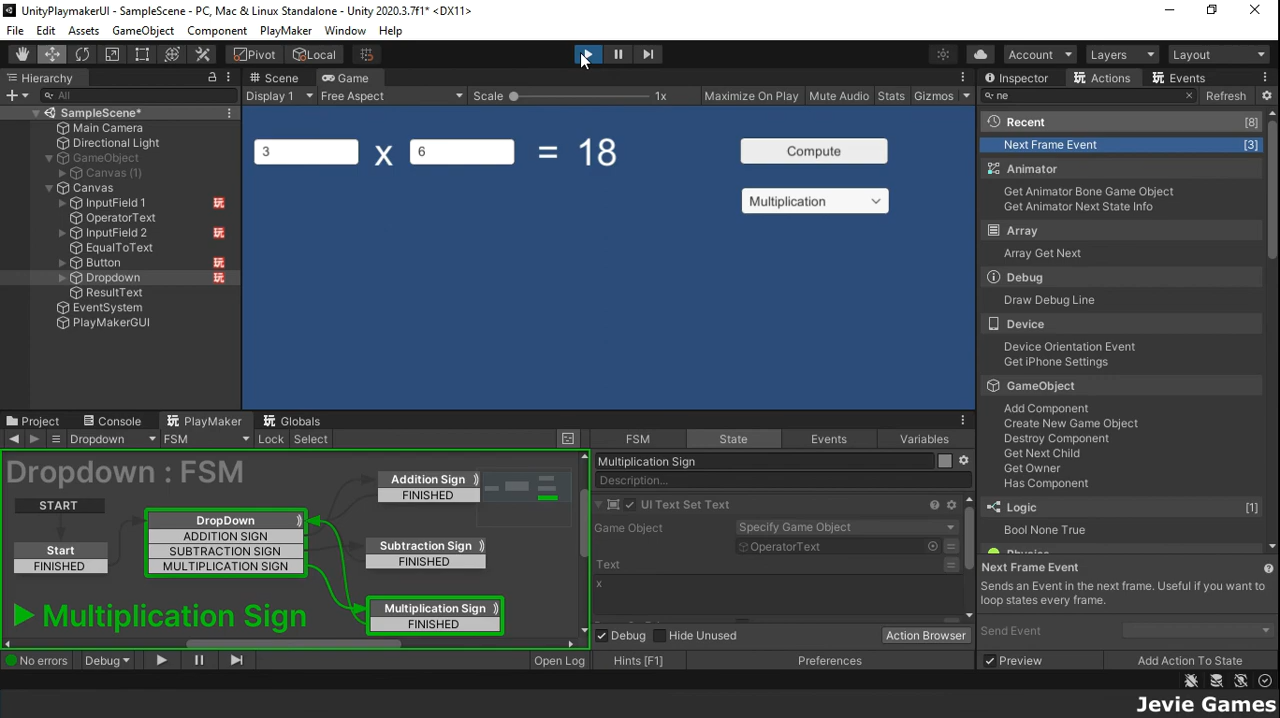 UnityPlaymakerUI - SampleScene - PC, Mac & Linux Standalone - Unity 2020.3.7f1* <DX11>
File Edit Assets GameObject Component PlayMaker Window Help
Pivot Local Account Layers Layout
Hierarchy Scene Game Inspector Actions Events
All Display 1 Free Aspect Scale 1x Maximize On Play Mute Audio Stats Gizmos ne Refresh
SampleScene*
Main Camera
Directional Light
GameObject
Canvas (1)
Canvas
InputField 1
OperatorText
InputField 2
EqualToText
Button
Dropdown
ResultText
EventSystem
PlayMakerGUI
3 x 6 = 18
Compute
Multiplication
Recent [8]
Next Frame Event [3]
Animator
Get Animator Bone Game Object
Get Animator Next State Info
Array
Array Get Next
Debug
Draw Debug Line
Device
Device Orientation Event
Get iPhone Settings
GameObject
Add Component
Create New Game Object
Destroy Component
Get Next Child
Get Owner
Has Component
Logic [1]
Bool None True
Next Frame Event
Sends an Event in the next frame. Useful if you want to
loop states every frame.
Send Event
Preview Add Action To State
Project Console PlayMaker Globals
Dropdown FSM Lock Select FSM State Events Variables
Dropdown : FSM
START
Start
FINISHED
DropDown
ADDITION SIGN
SUBTRACTION SIGN
MULTIPLICATION SIGN
Addition Sign
FINISHED
Subtraction Sign
FINISHED
Multiplication Sign
FINISHED
Multiplication Sign
Multiplication Sign
Description...
UI Text Set Text
Game Object Specify Game Object
OperatorText
Text
x
Debug Hide Unused Action Browser
No errors Debug Open Log Hints [F1] Preferences
Jevie Games